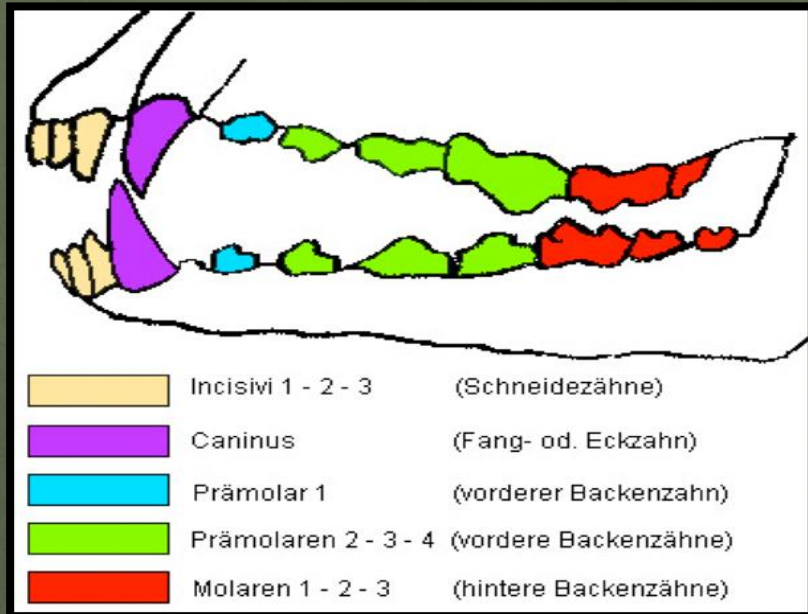 Incisivi 1 - 2 - 3 (Schneidezähne)
Caninus (Fang- od. Eckzahn)
Prämolar 1 (vorderer Backenzahn)
Prämolaren 2 - 3 - 4 (vordere Backenzähne)
Molaren 1 - 2 - 3 (hintere Backenzähne)